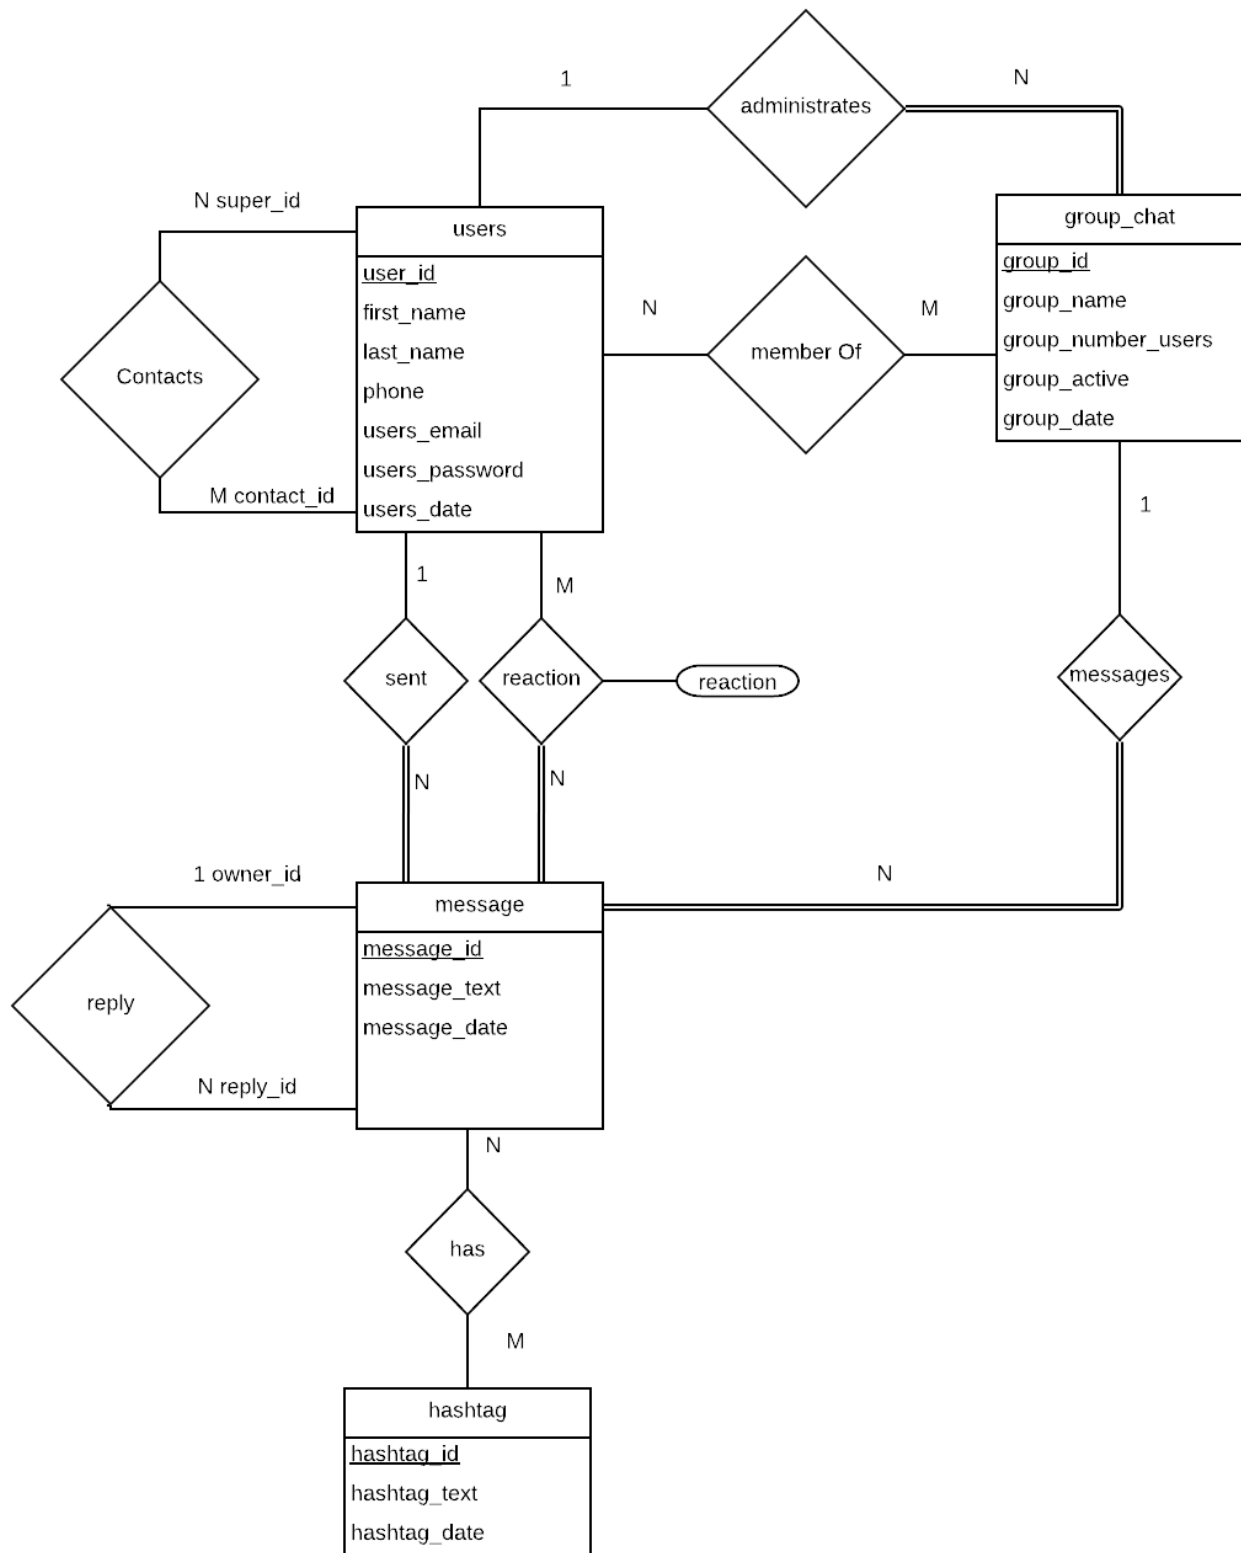 1
N
administrates
N super_id
users
group_chat
user_id
first_name
last_name
phone
users_email
users_password
users_date
group_id
group_name
group_number_users
group_active
group_date
N
member Of
M
Contacts
M contact_id
1
M
1
sent
reaction
reaction
messages
N
N
1 owner_id
N
message
message_id
message_text
message_date
reply
N reply_id
N
has
M
hashtag
hashtag_id
hashtag_text
hashtag_date